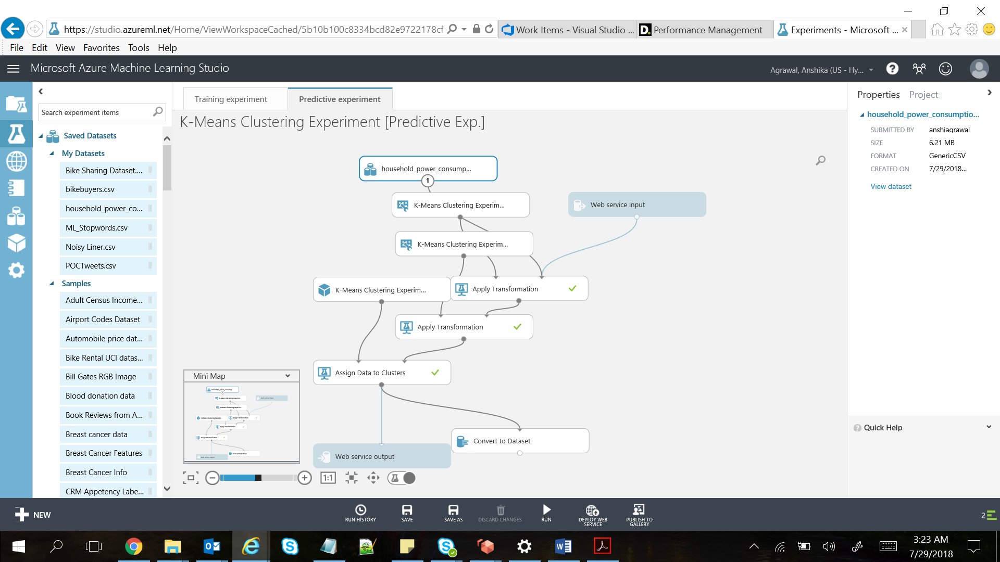 https://studio.azureml.net/Home/ViewWorkspaceCached/5b10b100c8334bcd82e9722178cf
Work Items - Visual Studio ...
D. Performance Management
Experiments - Microsoft ...
File Edit View Favorites Tools Help
Microsoft Azure Machine Learning Studio
Agrawal, Anshika (US - Hy...
Search experiment items
Saved Datasets
My Datasets
Bike Sharing Dataset....
bikebuyers.csv
household_power_co...
ML_Stopwords.csv
Noisy Liner.csv
POCTweets.csv
Samples
Adult Census Income...
Airport Codes Dataset
Automobile price dat...
Bike Rental UCI datas...
Bill Gates RGB Image
Blood donation data
Book Reviews from A...
Breast cancer data
Breast Cancer Features
Breast Cancer Info
CRM Appetency Labe...
Training experiment
Predictive experiment
K-Means Clustering Experiment [Predictive Exp.]
household_power_consump...
1
K-Means Clustering Experim...
Web service input
K-Means Clustering Experim...
K-Means Clustering Experim...
Apply Transformation
Apply Transformation
Assign Data to Clusters
Convert to Dataset
Web service output
Mini Map
1:1
Properties Project
household_power_consumptio...
SUBMITTED BY anshiagrawal
SIZE 6.21 MB
FORMAT GenericCSV
CREATED ON 7/29/2018...
View dataset
Quick Help
NEW
RUN HISTORY
SAVE
SAVE AS
DISCARD CHANGES
RUN
DEPLOY WEB
SERVICE
PUBLISH TO
GALLERY
2
3:23 AM
7/29/2018